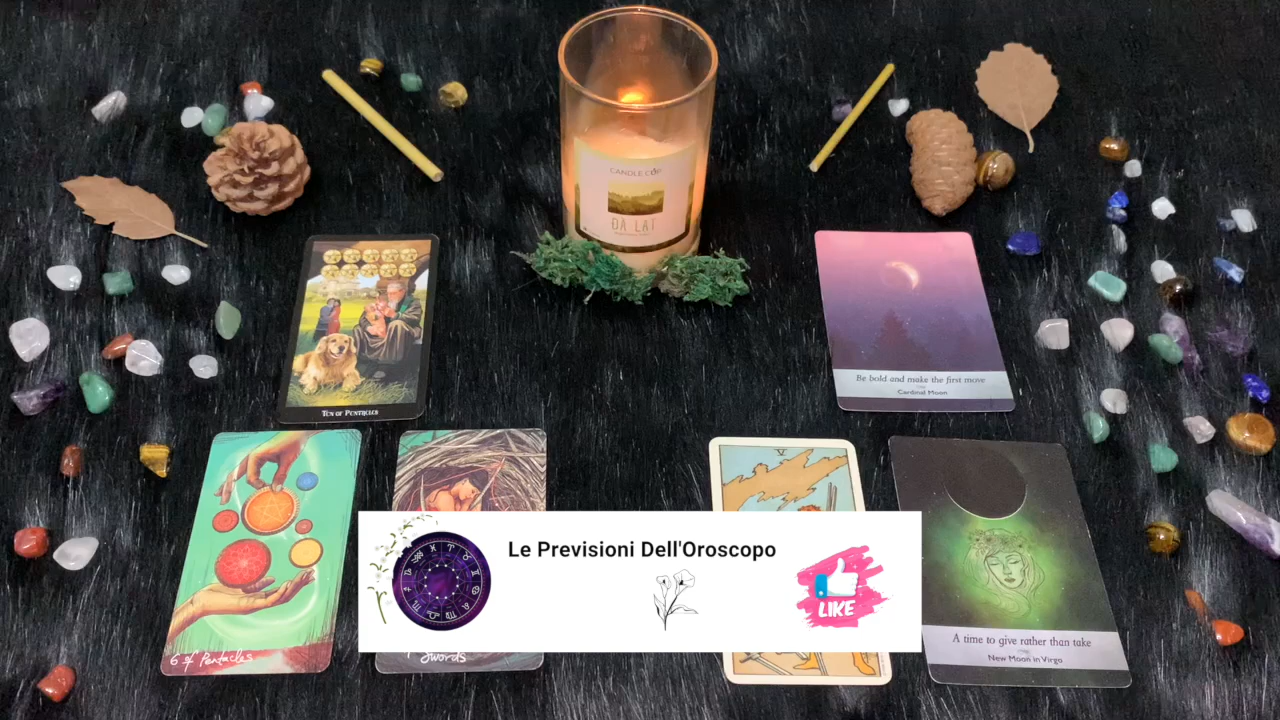 CANDLE CỐP
ĐÀ LẠT
TEN OF PENTACLES
Be bold and make the first move
Cardinal Moon
V
Le Previsioni Dell'Oroscopo
LIKE
A time to give rather than take
New Moon in Virgo
6 of Pentacles
Swords